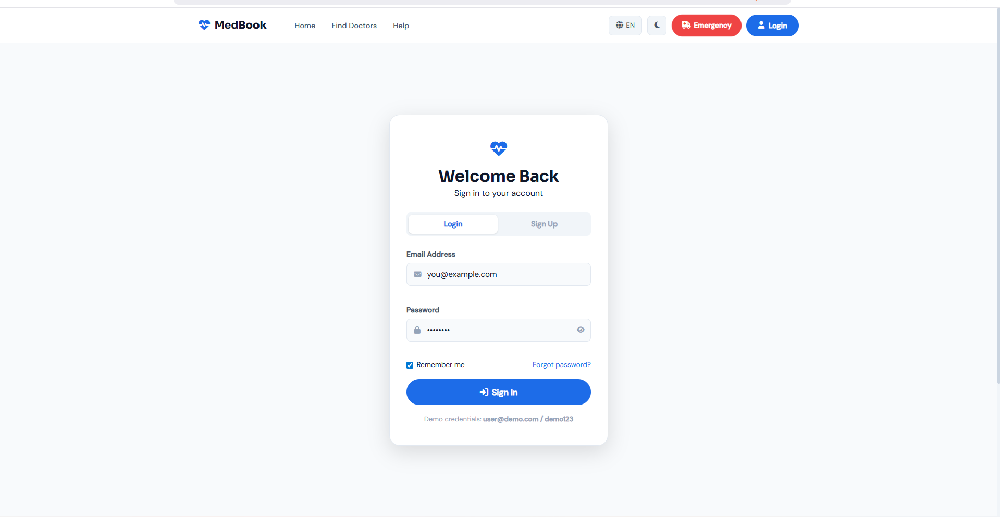 MedBook
Home
Find Doctors
Help
EN
Emergency
Login
Welcome Back
Sign in to your account
Login
Sign Up
Email Address
you@example.com
Password
••••••••
Remember me
Forgot password?
Sign In
Demo credentials: user@demo.com / demo123